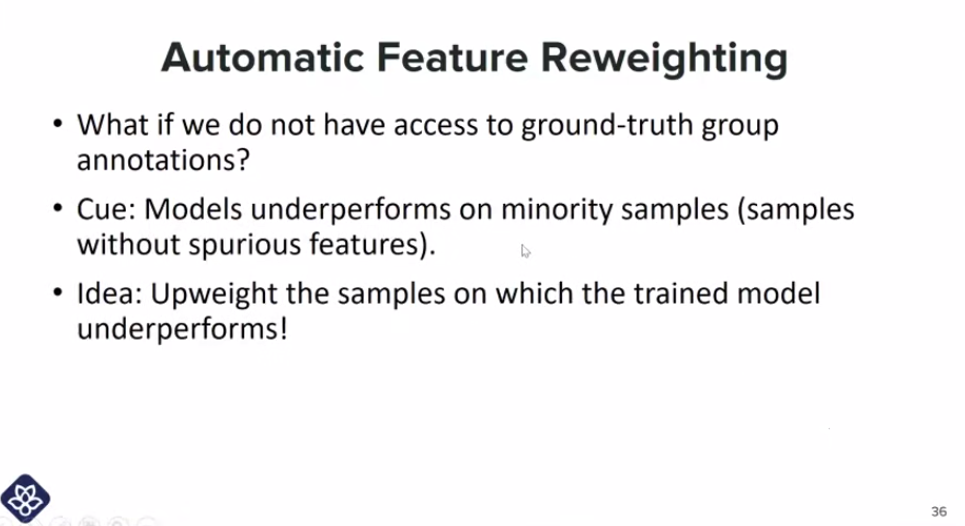 Automatic Feature Reweighting
• What if we do not have access to ground-truth group
annotations?
• Cue: Models underperforms on minority samples (samples
without spurious features).
• Idea: Upweight the samples on which the trained model
underperforms!
36